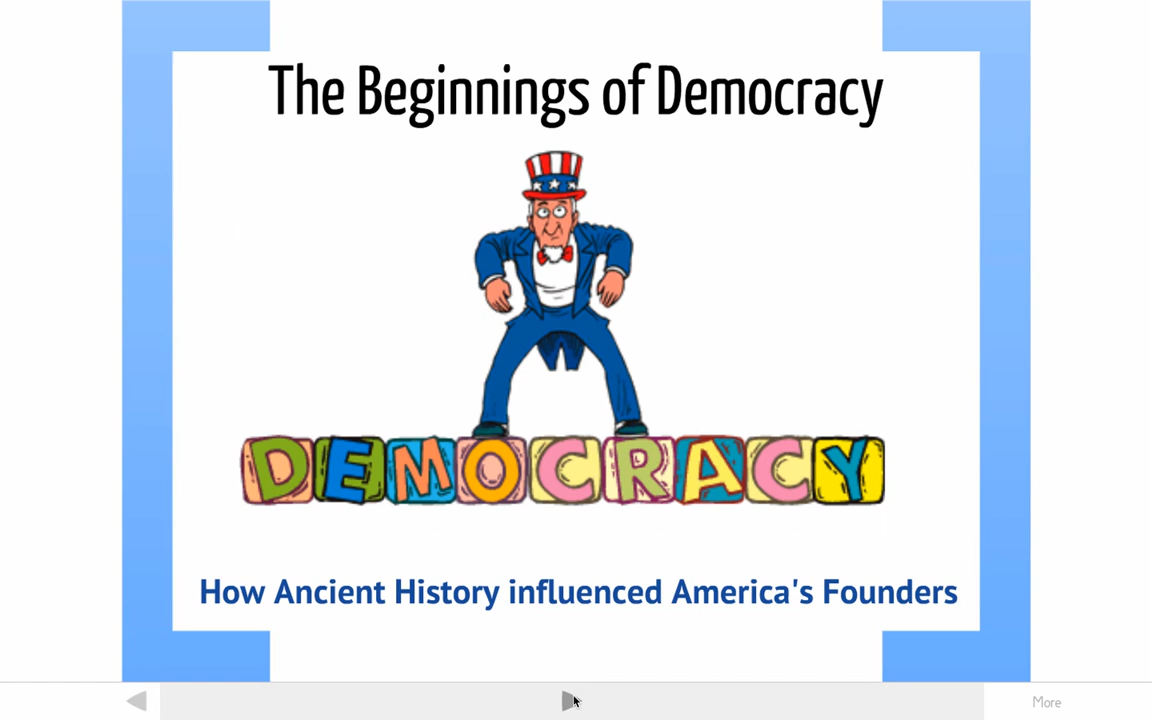 The Beginnings of Democracy
DEMOCRACY
How Ancient History influenced America's Founders
More